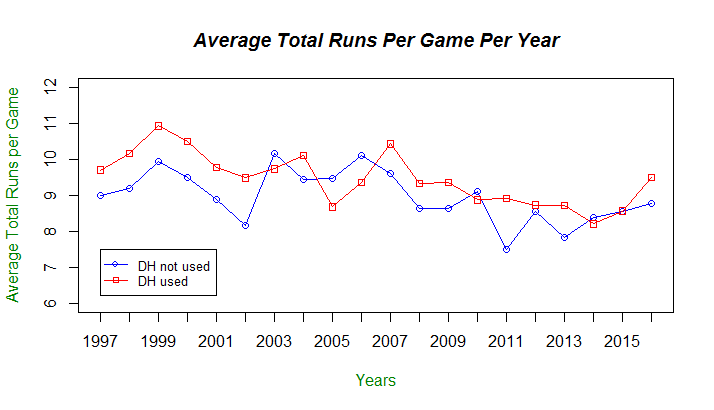 Average Total Runs Per Game Per Year
Average Total Runs per Game
12
11
10
9
8
7
6
DH not used
DH used
1997 1999 2001 2003 2005 2007 2009 2011 2013 2015
Years